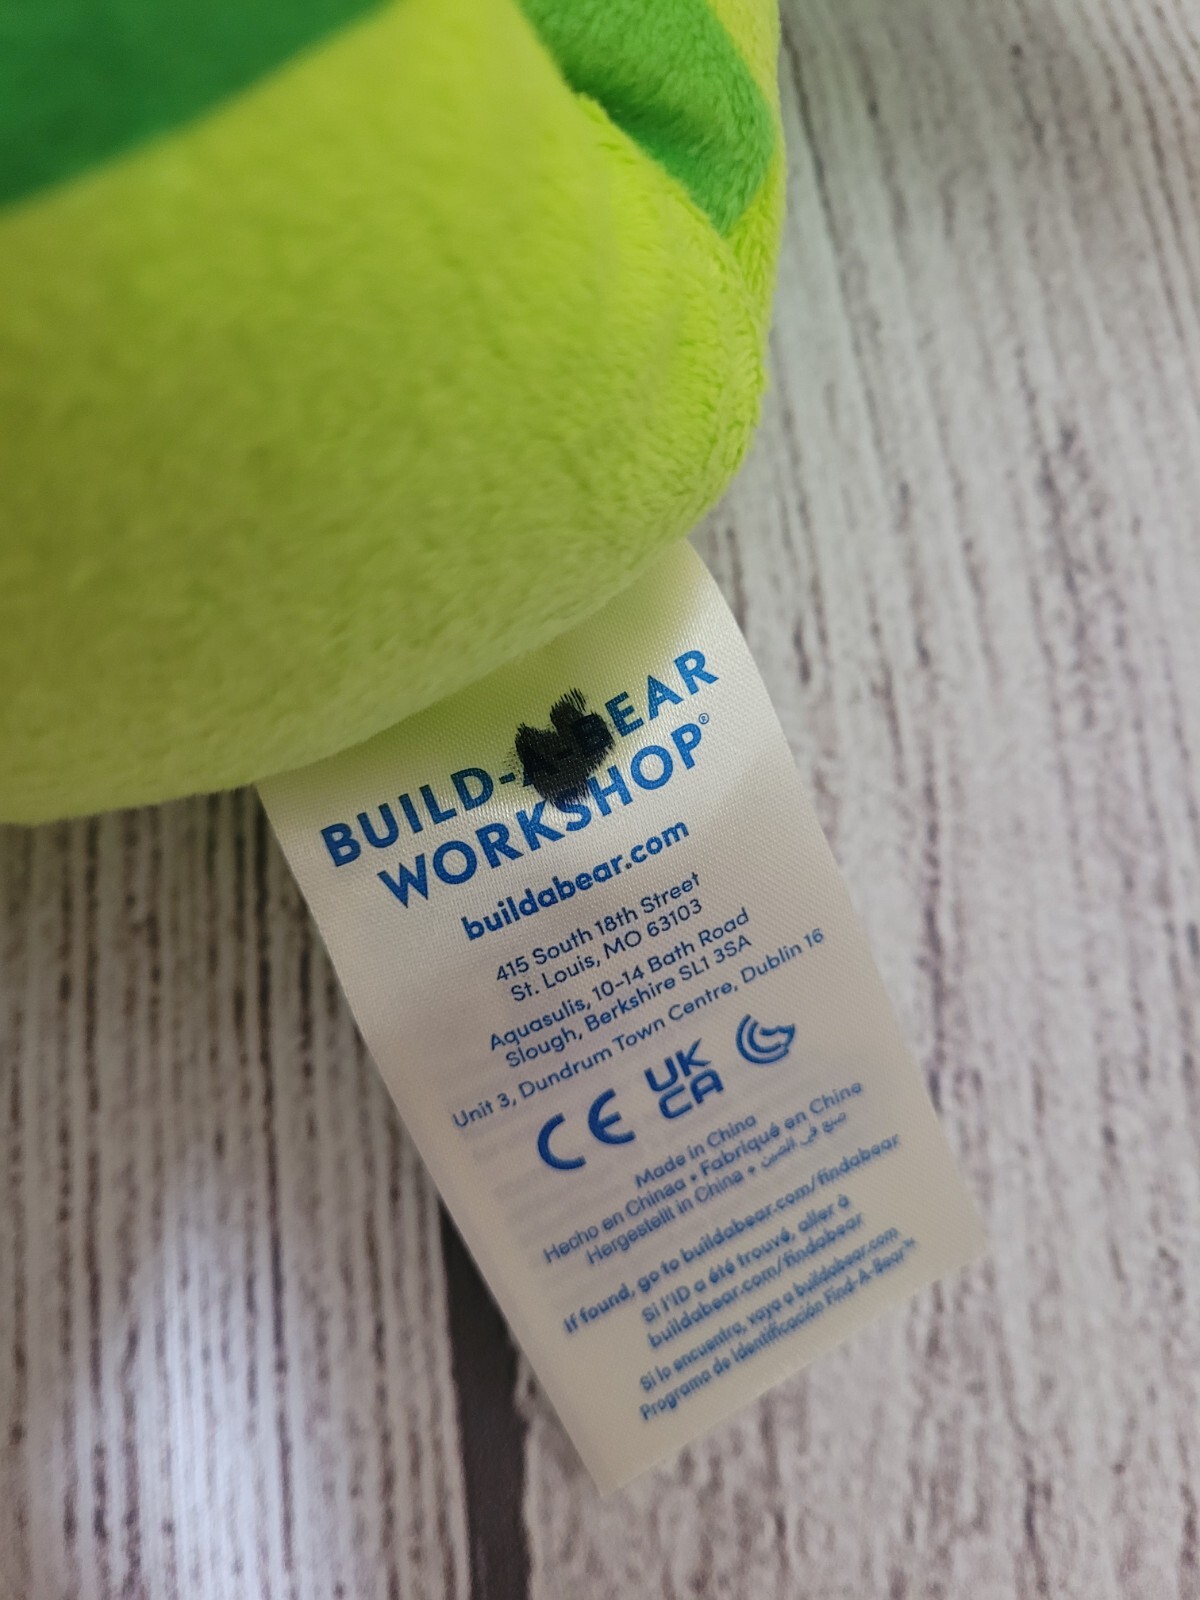 BUILD-A-BEAR
WORKSHOP®
buildabear.com
415 South 18th Street
St. Louis, MO 63103
Aquasulis, 10-14 Bath Road
Slough, Berkshire SL1 3SA
Unit 3, Dundrum Town Centre, Dublin 16
CE UK CA
Made in China
Hecho en Chinaa • Fabriqué en Chine
Hergestellt in China • صنع في الصين
If found, go to buildabear.com/findabear
Si l'ID a été trouvé, aller à
buildabear.com/findabear
Si lo encuentra, vaya a buildabear.com
Programa de Identificación Find-A-Bear™